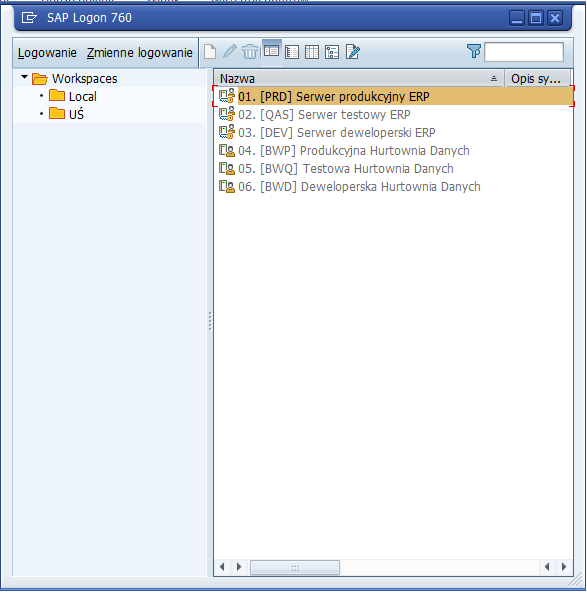 SAP Logon 760
Logowanie Zmienne logowanie
Workspaces
Local
UŚ
Nazwa Opis sy...
01. [PRD] Serwer produkcyjny ERP
02. [QAS] Serwer testowy ERP
03. [DEV] Serwer deweloperski ERP
04. [BWP] Produkcyjna Hurtownia Danych
05. [BWQ] Testowa Hurtownia Danych
06. [BWD] Deweloperska Hurtownia Danych